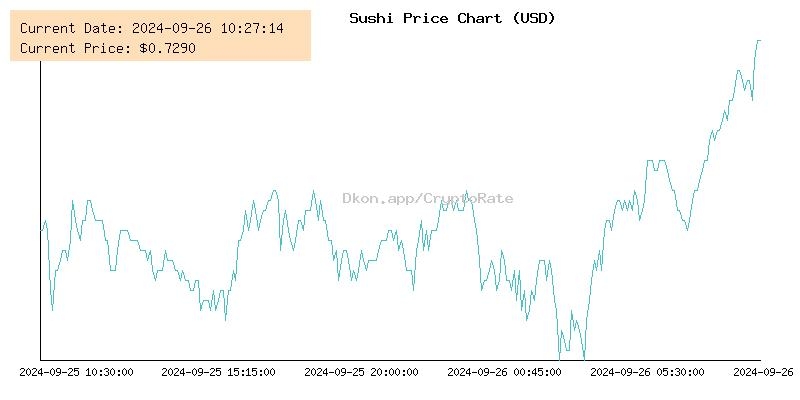 Sushi Price Chart (USD)
Current Date: 2024-09-26 10:27:14
Current Price: $0.7290
Dkon.app/CryptoRate
2024-09-25 10:30:00 2024-09-25 15:15:00 2024-09-25 20:00:00 2024-09-26 00:45:00 2024-09-26 05:30:00 2024-09-26